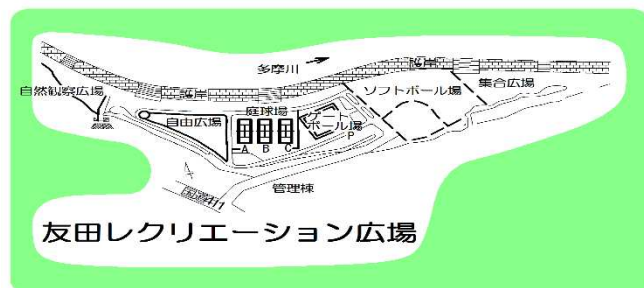 多摩川
護岸
護岸
自然観察広場
自由広場
庭球場
A B C
ゲート
ボール場
P
ソフトボール場
集合広場
管理棟
友田レクリエーション広場